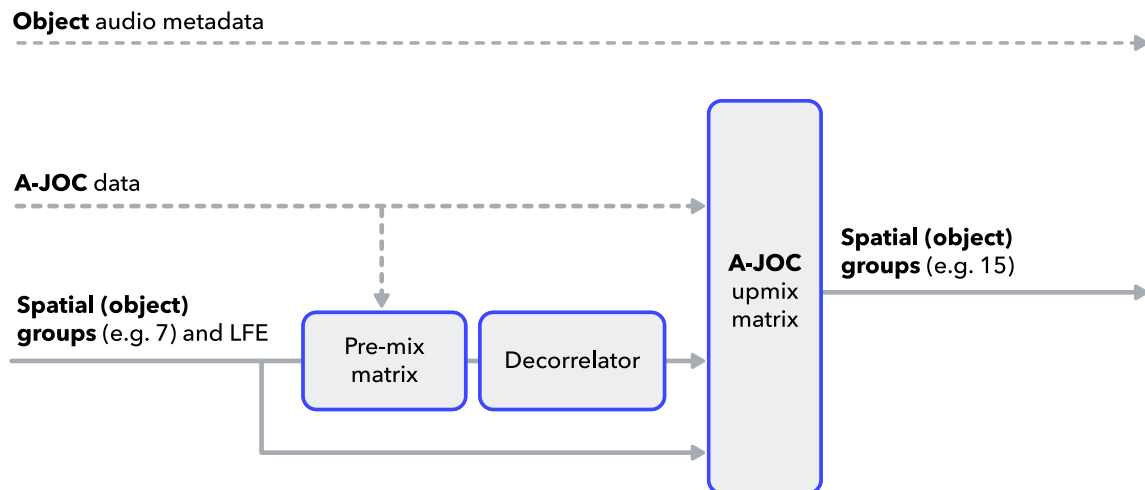 Object audio metadata
A-JOC data
Spatial (object)
groups (e.g. 7) and LFE
Pre-mix
matrix
Decorrelator
A-JOC
upmix
matrix
Spatial (object)
groups (e.g. 15)